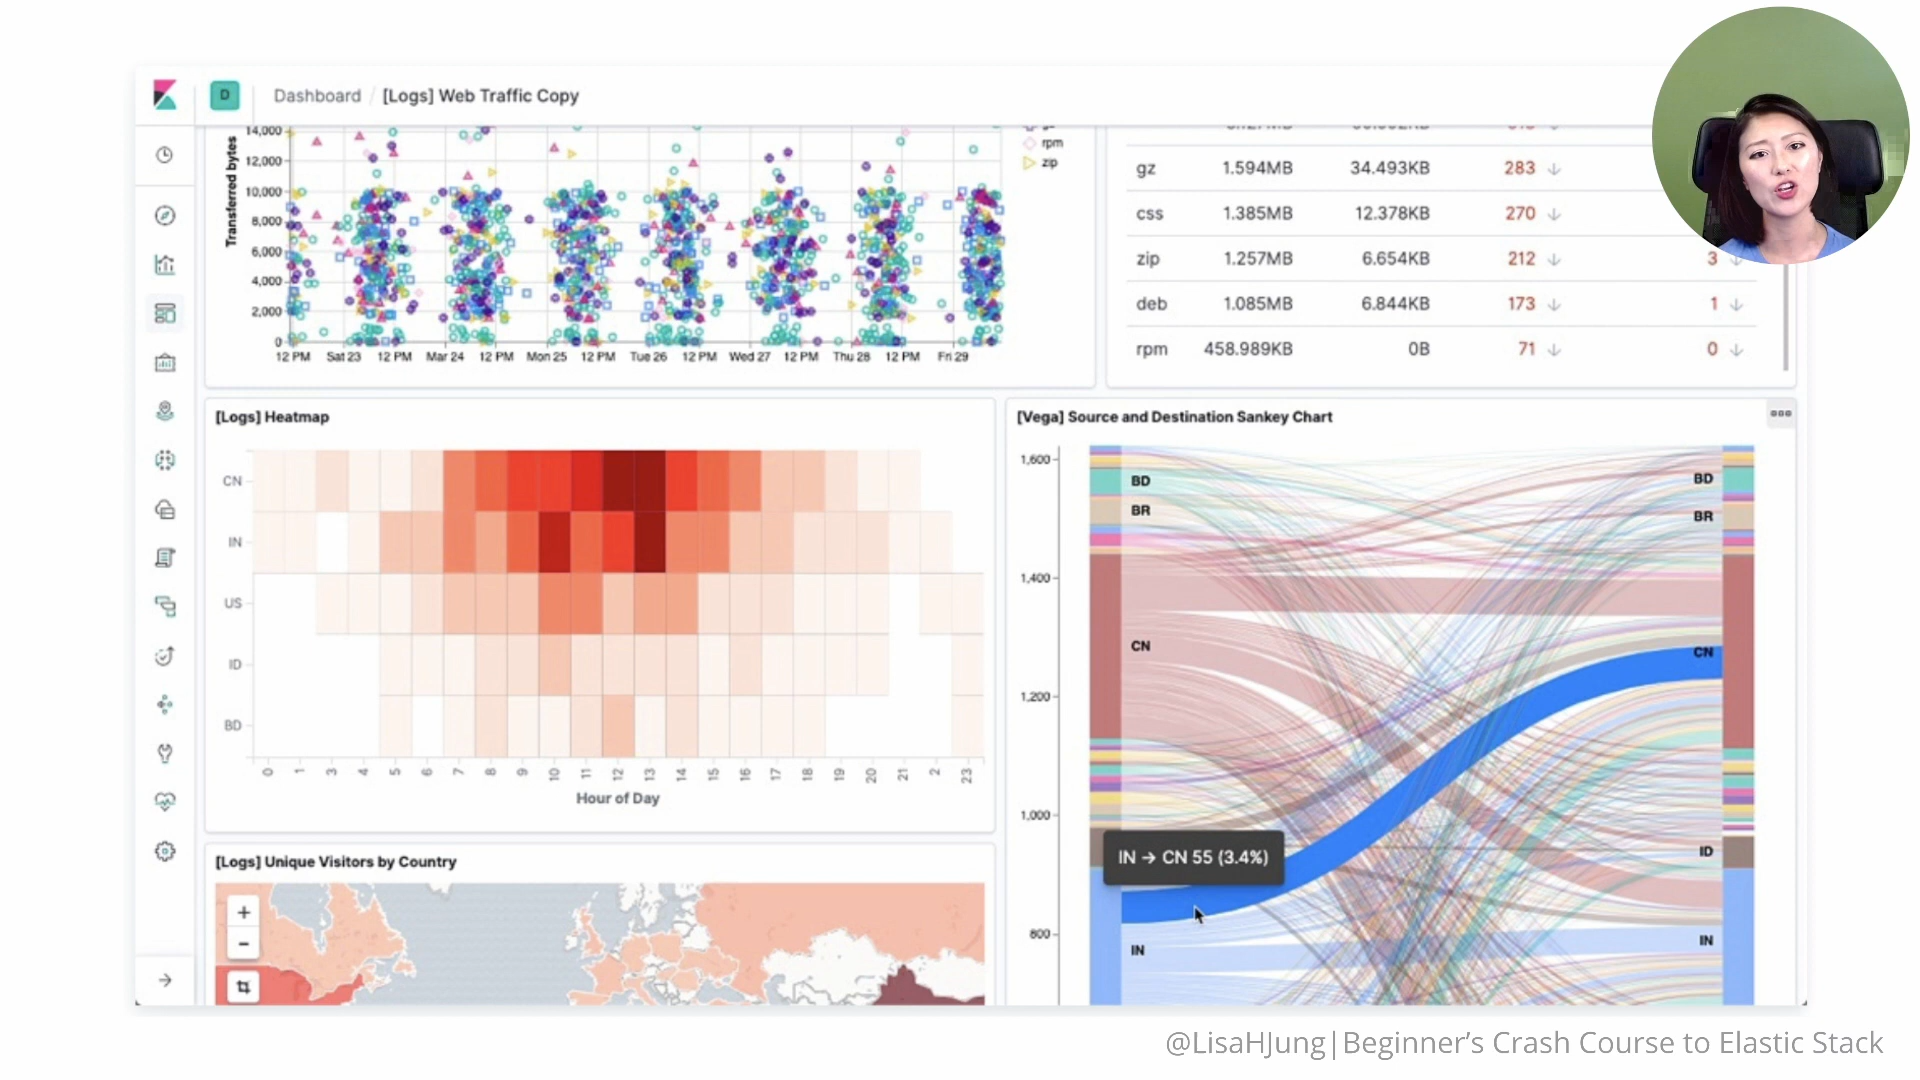 D Dashboard / [Logs] Web Traffic Copy
Transferred bytes
14,000
12,000
10,000
8,000
6,000
4,000
2,000
0
12 PM Sat 23 12 PM Mar 24 12 PM Mon 25 12 PM Tue 26 12 PM Wed 27 12 PM Thu 28 12 PM Fri 29
rpm
zip
gz 1.594MB 34.493KB 283
css 1.385MB 12.378KB 270
zip 1.257MB 6.654KB 212 3
deb 1.085MB 6.844KB 173 1
rpm 458.989KB 0B 71 0
[Logs] Heatmap
CN
IN
US
ID
BD
0 1 3 4 5 6 7 8 9 10 11 12 13 14 15 16 17 18 19 20 21 2 23
Hour of Day
[Vega] Source and Destination Sankey Chart
1,600
1,400
1,200
1,000
800
BD BD
BR BR
CN CN
ID
IN → CN 55 (3.4%)
IN IN
[Logs] Unique Visitors by Country
@LisaHJung|Beginner’s Crash Course to Elastic Stack